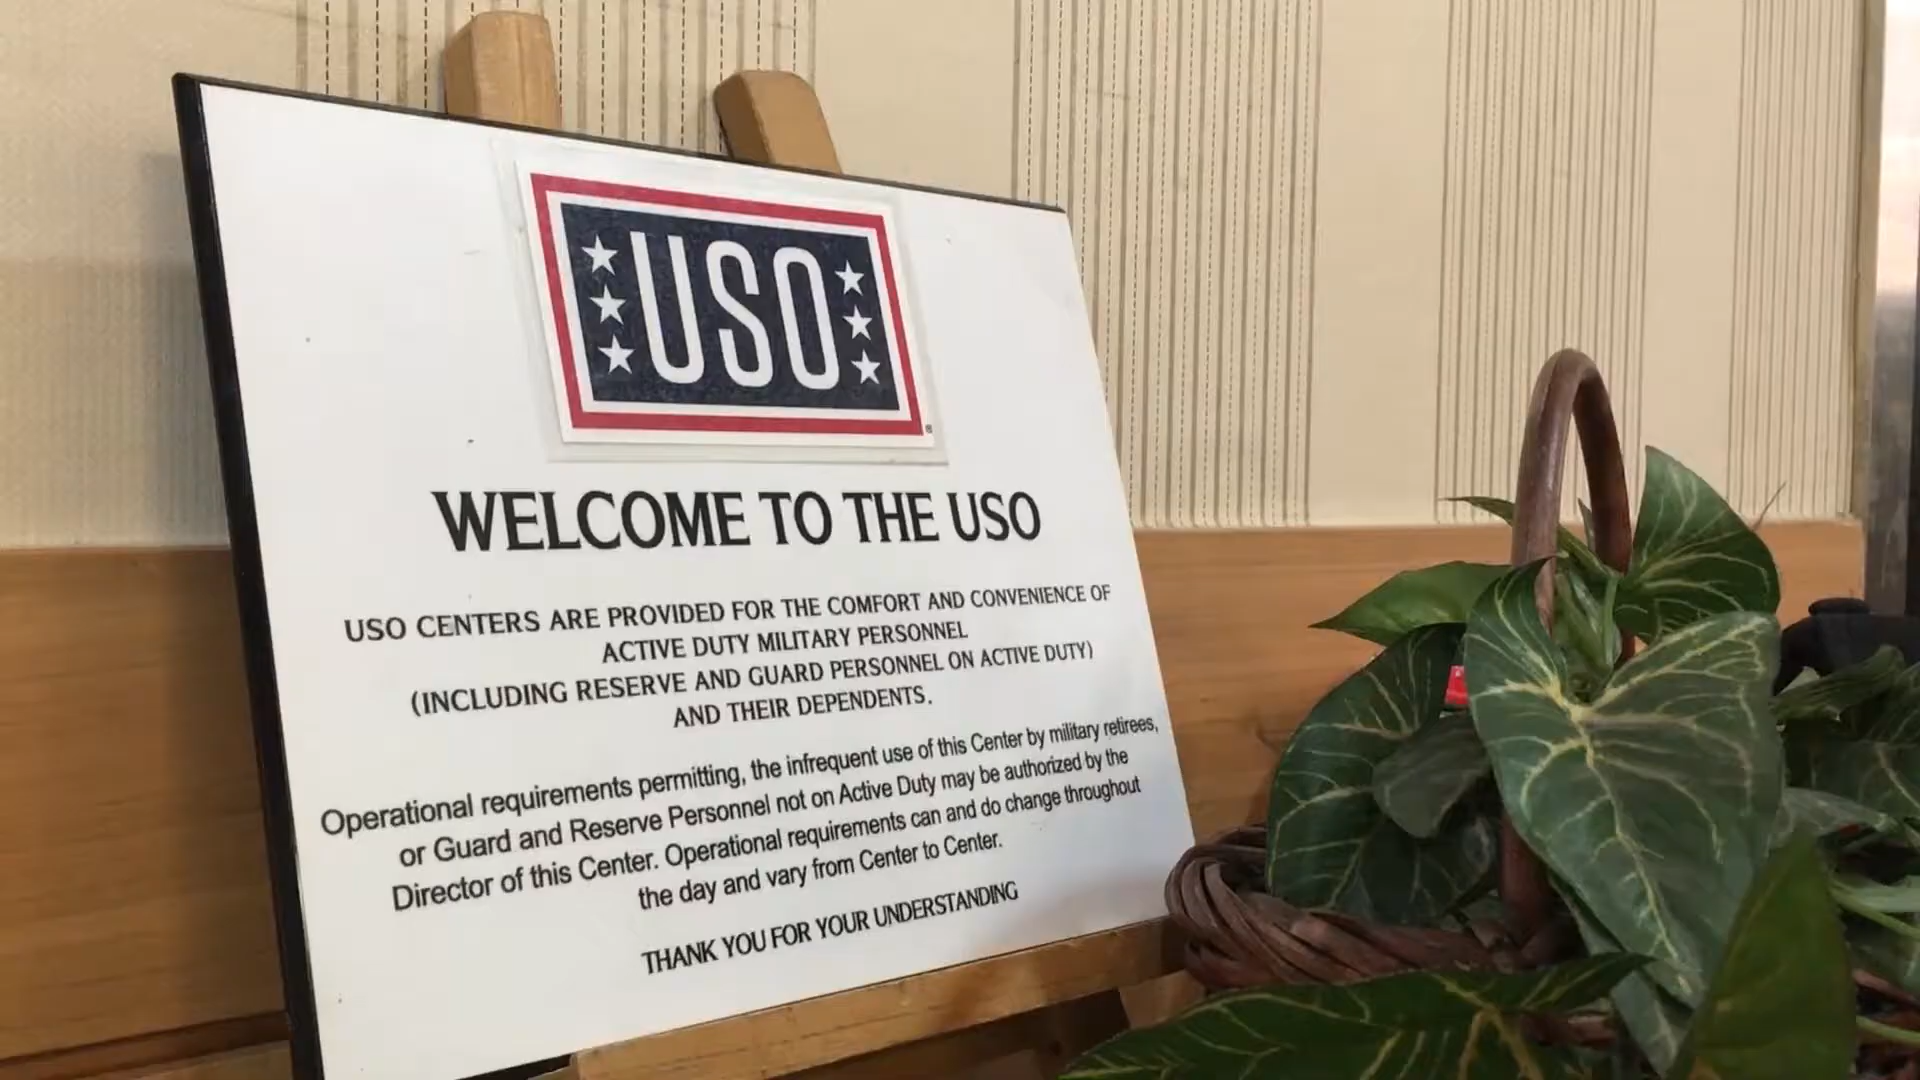 USO
®
WELCOME TO THE USO
USO CENTERS ARE PROVIDED FOR THE COMFORT AND CONVENIENCE OF
ACTIVE DUTY MILITARY PERSONNEL
(INCLUDING RESERVE AND GUARD PERSONNEL ON ACTIVE DUTY)
AND THEIR DEPENDENTS.
Operational requirements permitting, the infrequent use of this Center by military retirees,
or Guard and Reserve Personnel not on Active Duty may be authorized by the
Director of this Center. Operational requirements can and do change throughout
the day and vary from Center to Center.
THANK YOU FOR YOUR UNDERSTANDING